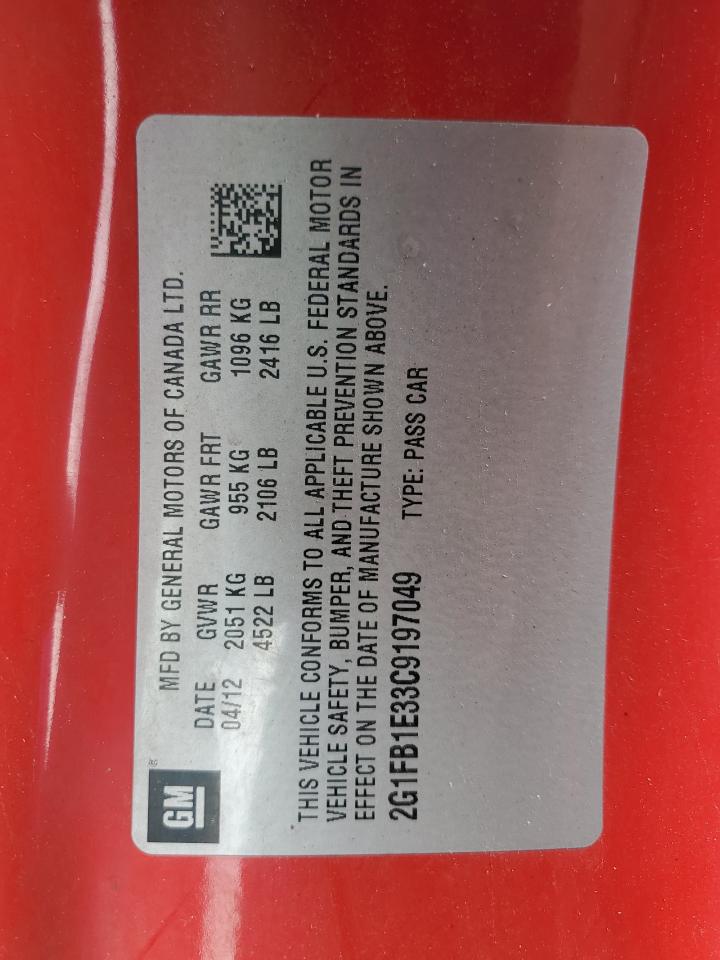 GM ®
MFD BY GENERAL MOTORS OF CANADA LTD.
DATE GVWR GAWR FRT GAWR RR
04/12 2051 KG 955 KG 1096 KG
4522 LB 2106 LB 2416 LB
THIS VEHICLE CONFORMS TO ALL APPLICABLE U.S. FEDERAL MOTOR
VEHICLE SAFETY, BUMPER, AND THEFT PREVENTION STANDARDS IN
EFFECT ON THE DATE OF MANUFACTURE SHOWN ABOVE.
2G1FB1E33C9197049 TYPE: PASS CAR